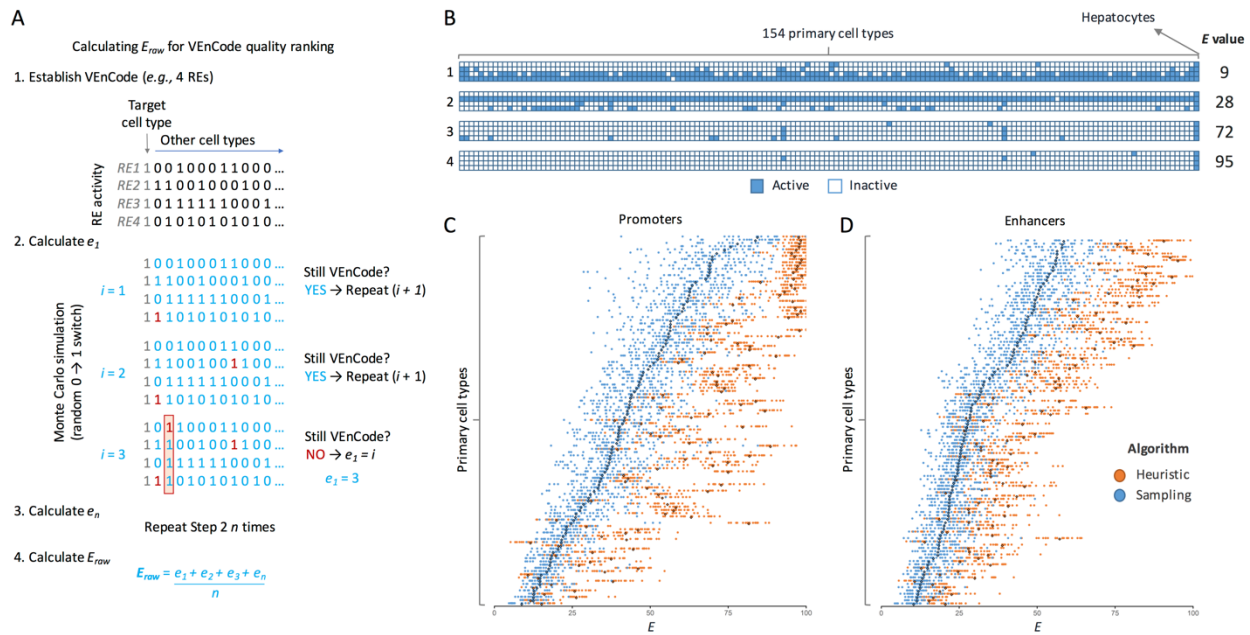 A
Calculating E_raw for VEnCode quality ranking
1. Establish VEnCode (e.g., 4 REs)
Target
cell type
Other cell types
RE activity
RE1 1 0 0 1 0 0 0 1 1 0 0 0 ...
RE2 1 1 1 0 0 1 0 0 0 1 0 0 ...
RE3 1 0 1 1 1 1 1 1 0 0 0 1 ...
RE4 1 0 1 0 1 0 1 0 1 0 1 0 ...
2. Calculate e1
Monte Carlo simulation
(random 0 → 1 switch)
i = 1
1 0 0 1 0 0 0 1 1 0 0 0 ...
1 1 1 0 0 1 0 0 0 1 0 0 ...
1 0 1 1 1 1 1 1 0 0 0 1 ...
1 1 1 0 1 0 1 0 1 0 1 0 ...
Still VEnCode?
YES → Repeat (i + 1)
i = 2
1 0 0 1 0 0 0 1 1 0 0 0 ...
1 1 1 0 0 1 0 0 1 1 0 0 ...
1 0 1 1 1 1 1 1 0 0 0 1 ...
1 1 1 0 1 0 1 0 1 0 1 0 ...
Still VEnCode?
YES → Repeat (i + 1)
i = 3
1 0 1 1 0 0 0 1 1 0 0 0 ...
1 1 1 0 0 1 0 0 1 1 0 0 ...
1 0 1 1 1 1 1 1 0 0 0 1 ...
1 1 1 0 1 0 1 0 1 0 1 0 ...
Still VEnCode?
NO → e1 = i
e1 = 3
3. Calculate en
Repeat Step 2 n times
4. Calculate E_raw
E_raw = e1 + e2 + e3 + en
n
B
Hepatocytes
154 primary cell types
E value
1 9
2 28
3 72
4 95
Active Inactive
C
Promoters
Primary cell types
0 25 50 75 100
E
D
Enhancers
Primary cell types
Algorithm
Heuristic
Sampling
0 25 50 75 100
E